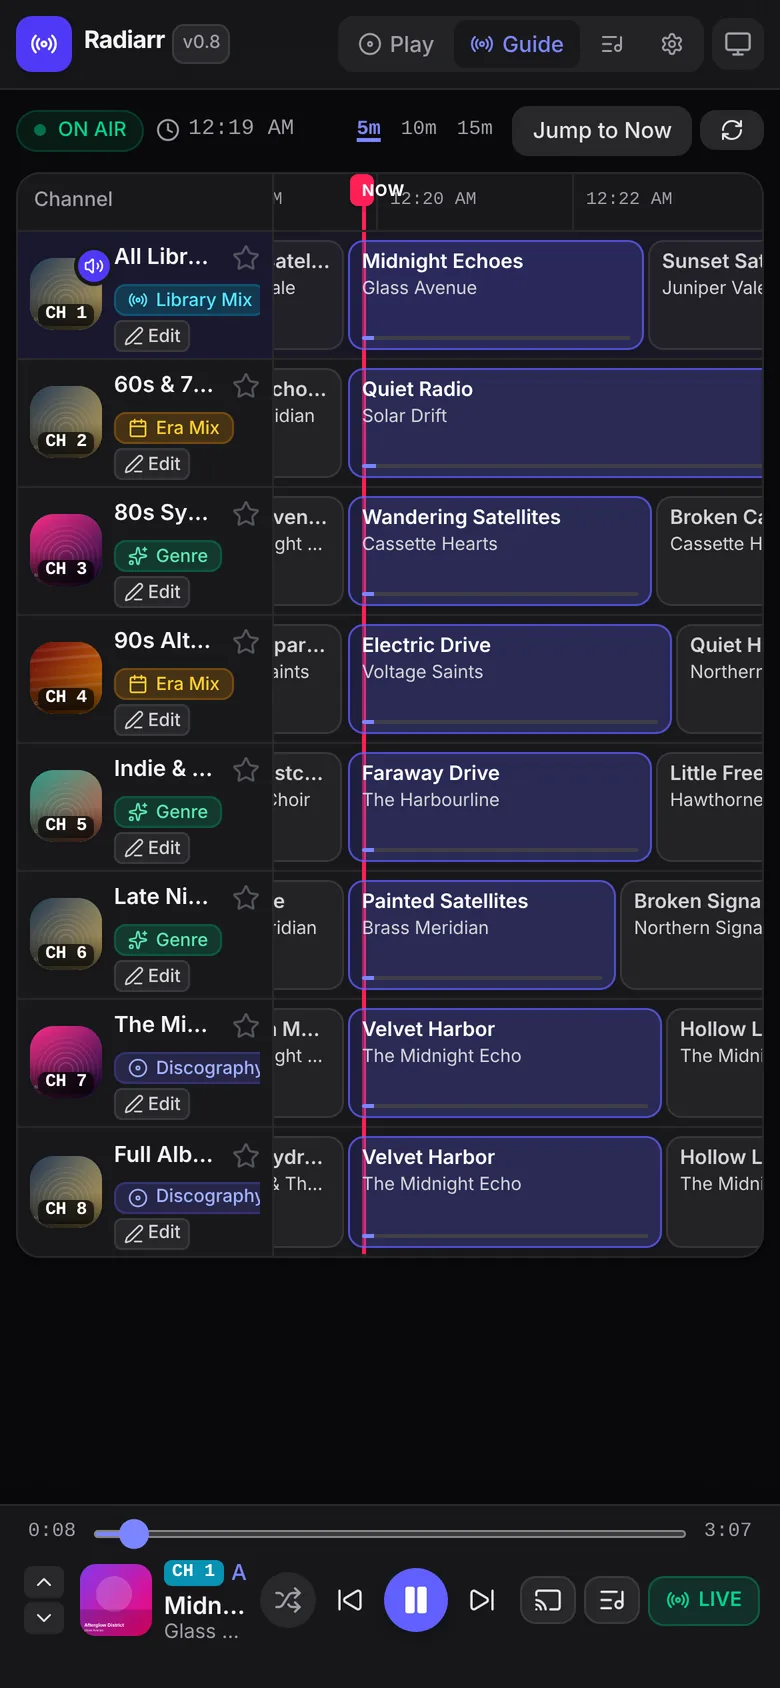 Radiarr v0.8
Play Guide
ON AIR 12:19 AM 5m 10m 15m Jump to Now
Channel M NOW 12:20 AM 12:22 AM
All Libr... atel... Midnight Echoes Sunset Sat
CH 1 Library Mix ale Glass Avenue Juniper Vale
Edit
60s & 7... cho... Quiet Radio
CH 2 Era Mix idian Solar Drift
Edit
80s Sy... ven... Wandering Satellites Broken Ca
CH 3 Genre ght ... Cassette Hearts Cassette H
Edit
90s Alt... par... Electric Drive Quiet H
CH 4 Era Mix aints Voltage Saints Northern
Edit
Indie & ... stc... Faraway Drive Little Free
CH 5 Genre Choir The Harbourline Hawthorne
Edit
Late Ni... e Painted Satellites Broken Signa
CH 6 Genre ridian Brass Meridian Northern Signa
Edit
The Mi... n M... Velvet Harbor Hollow L
CH 7 Discography ght ... The Midnight Echo The Midni
Edit
Full Alb... ydr... Velvet Harbor Hollow L
CH 8 Discography & Th... The Midnight Echo The Midni
Edit
0:08 3:07
CH 1 A
Midn...
Glass ...
Afterglow District
LIVE